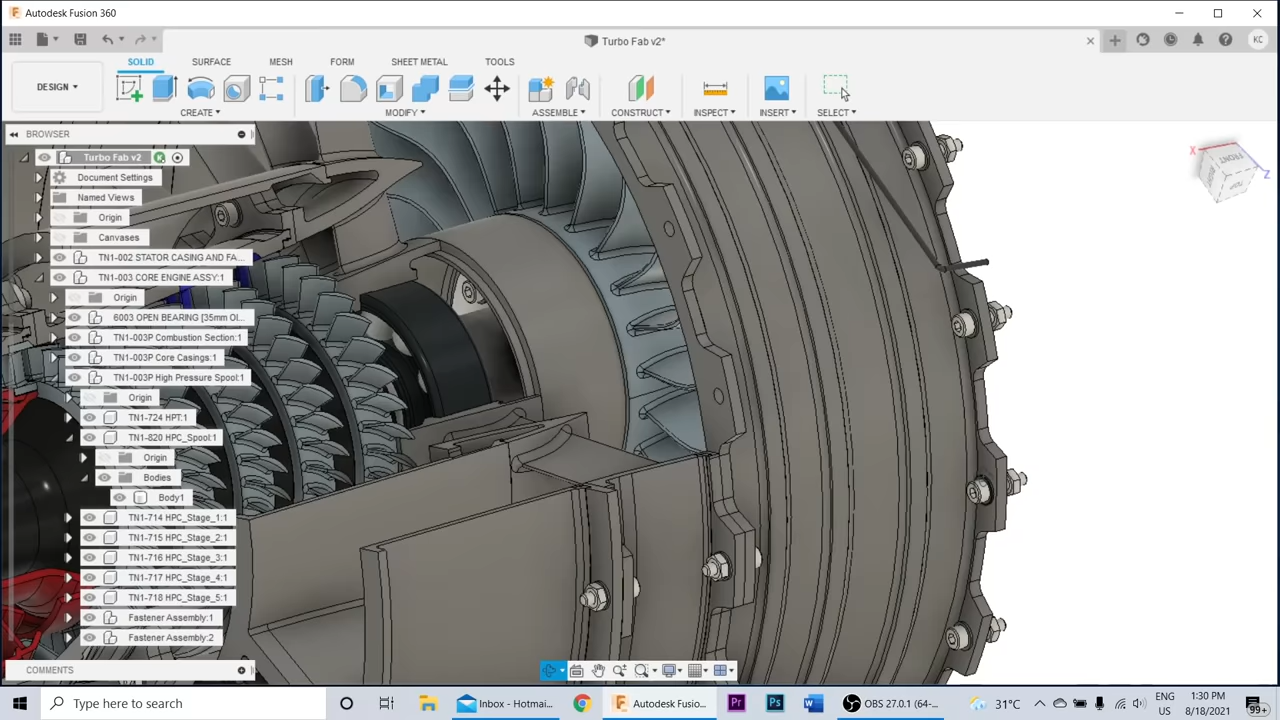 Autodesk Fusion 360
Turbo Fab v2*
KC
DESIGN
SOLID
SURFACE
MESH
FORM
SHEET METAL
TOOLS
CREATE
MODIFY
ASSEMBLE
CONSTRUCT
INSPECT
INSERT
SELECT
BROWSER
Turbo Fab v2
Document Settings
Named Views
Origin
Canvases
TN1-002 STATOR CASING AND FA...
TN1-003 CORE ENGINE ASSY:1
Origin
6003 OPEN BEARING [35mm OI...
TN1-003P Combustion Section:1
TN1-003P Core Casings:1
TN1-003P High Pressure Spool:1
Origin
TN1-724 HPT:1
TN1-820 HPC_Spool:1
Origin
Bodies
Body1
TN1-714 HPC_Stage_1:1
TN1-715 HPC_Stage_2:1
TN1-716 HPC_Stage_3:1
TN1-717 HPC_Stage_4:1
TN1-718 HPC_Stage_5:1
Fastener Assembly:1
Fastener Assembly:2
COMMENTS
X
FRONT
Z
TOP
Type here to search
Inbox - Hotmai...
Autodesk Fusio...
OBS 27.0.1 (64-...
31°C
ENG
US
1:30 PM
8/18/2021
99+